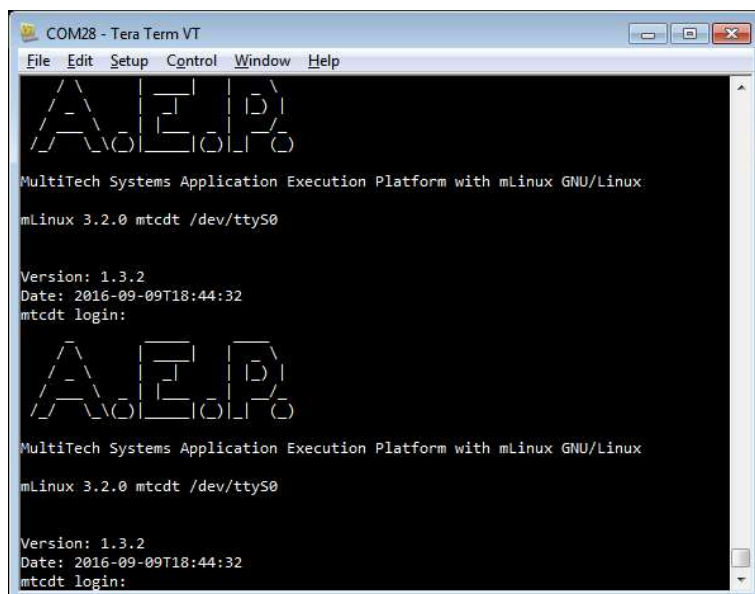 COM28 - Tera Term VT
File Edit Setup Control Window Help
A.E.P.
MultiTech Systems Application Execution Platform with mLinux GNU/Linux
mLinux 3.2.0 mtcdt /dev/ttyS0
Version: 1.3.2
Date: 2016-09-09T18:44:32
mtcdt login:
A.E.P.
MultiTech Systems Application Execution Platform with mLinux GNU/Linux
mLinux 3.2.0 mtcdt /dev/ttyS0
Version: 1.3.2
Date: 2016-09-09T18:44:32
mtcdt login: